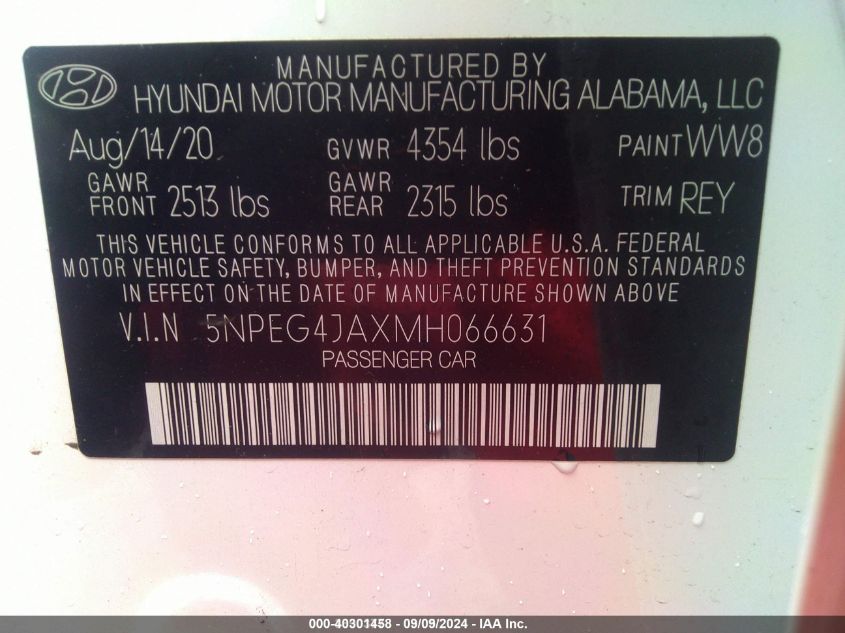 MANUFACTURED BY
HYUNDAI MOTOR MANUFACTURING ALABAMA, LLC
Aug/14/20 GVWR 4354 lbs PAINT WW8
GAWR FRONT 2513 lbs GAWR REAR 2315 lbs TRIM REY
THIS VEHICLE CONFORMS TO ALL APPLICABLE U.S.A. FEDERAL
MOTOR VEHICLE SAFETY, BUMPER, AND THEFT PREVENTION STANDARDS
IN EFFECT ON THE DATE OF MANUFACTURE SHOWN ABOVE
V.I.N 5NPEG4JAXMH066631
PASSENGER CAR
000-40301458 - 09/09/2024 - IAA Inc.